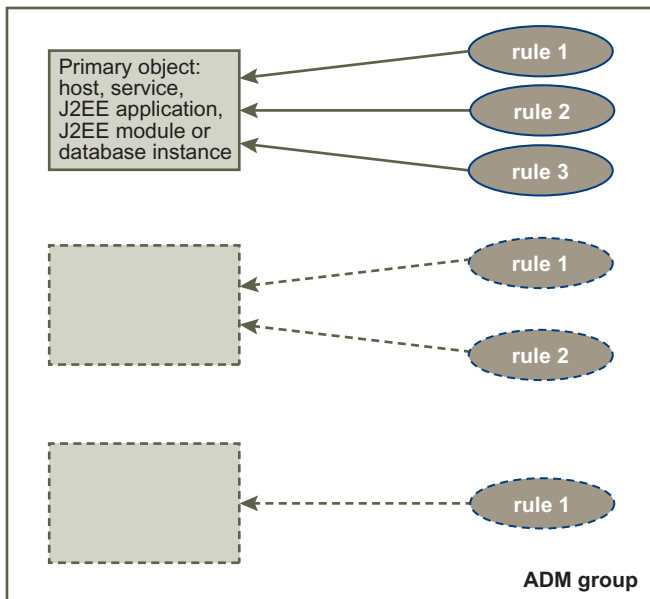 Primary object:
host, service,
J2EE application,
J2EE module or
database instance
rule 1
rule 2
rule 3
rule 1
rule 2
rule 1
ADM group